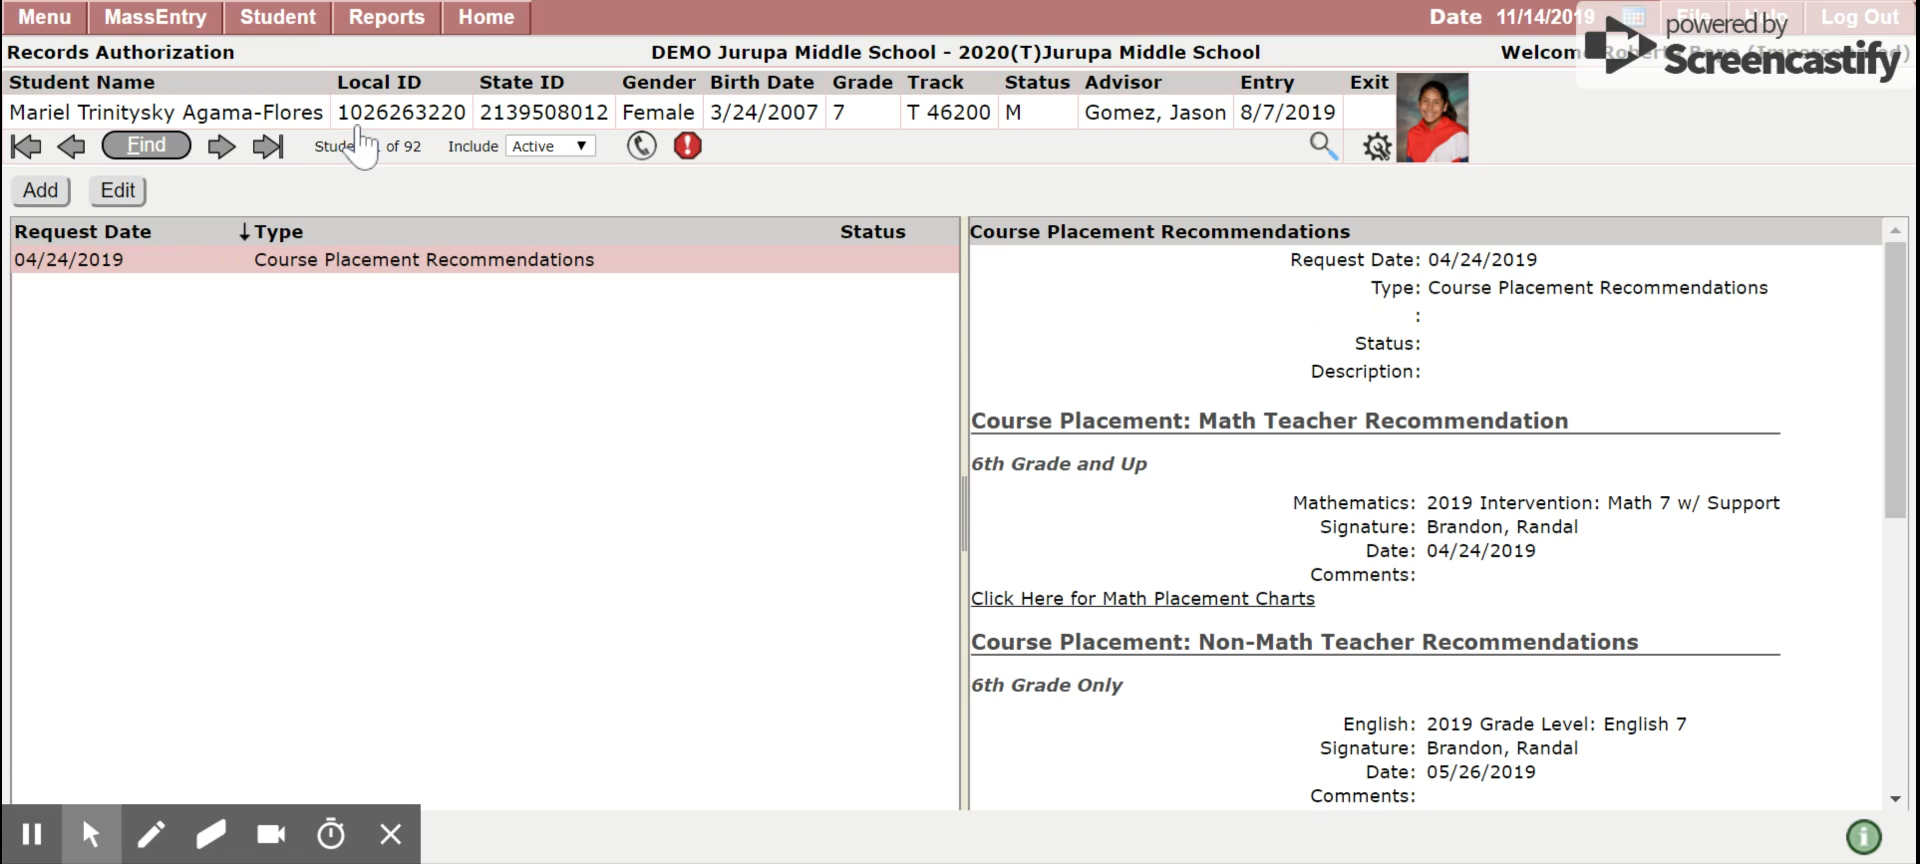 Menu MassEntry Student Reports Home Date 11/14/2019 File Help Log Out
powered by
Screencastify
Records Authorization DEMO Jurupa Middle School - 2020(T)Jurupa Middle School Welcom
Student Name Local ID State ID Gender Birth Date Grade Track Status Advisor Entry Exit
Mariel Trinitysky Agama-Flores 1026263220 2139508012 Female 3/24/2007 7 T 46200 M Gomez, Jason 8/7/2019
Find of 92 Include Active
Add Edit
Request Date Type Status
04/24/2019 Course Placement Recommendations
Course Placement Recommendations
Request Date: 04/24/2019
Type: Course Placement Recommendations
:
Status:
Description:
Course Placement: Math Teacher Recommendation
6th Grade and Up
Mathematics: 2019 Intervention: Math 7 w/ Support
Signature: Brandon, Randal
Date: 04/24/2019
Comments:
Click Here for Math Placement Charts
Course Placement: Non-Math Teacher Recommendations
6th Grade Only
English: 2019 Grade Level: English 7
Signature: Brandon, Randal
Date: 05/26/2019
Comments: